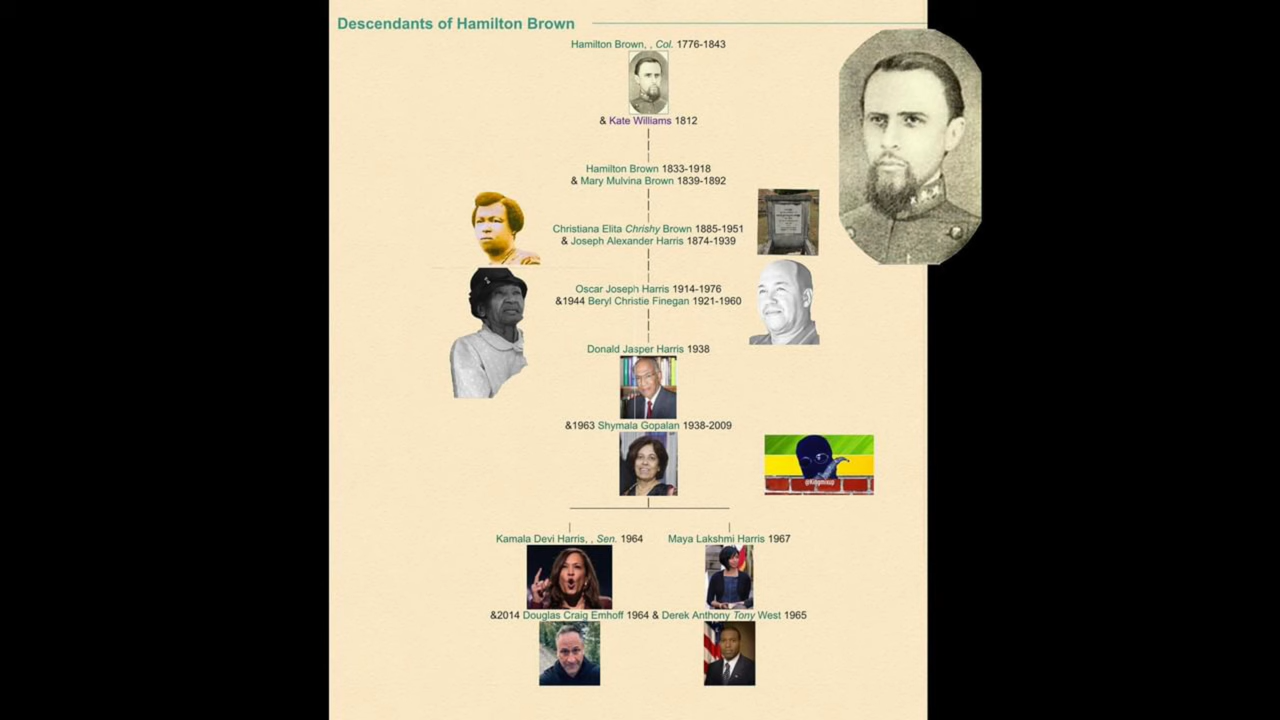 Descendants of Hamilton Brown
Hamilton Brown, , Col. 1776-1843
& Kate Williams 1812
Hamilton Brown 1833-1918
& Mary Mulvina Brown 1839-1892
Christiana Elita Chrishy Brown 1885-1951
& Joseph Alexander Harris 1874-1939
Oscar Joseph Harris 1914-1976
&1944 Beryl Christie Finegan 1921-1960
Donald Jasper Harris 1938
&1963 Shymala Gopalan 1938-2009
Kamala Devi Harris, , Sen. 1964 Maya Lakshmi Harris 1967
&2014 Douglas Craig Emhoff 1964 & Derek Anthony Tony West 1965